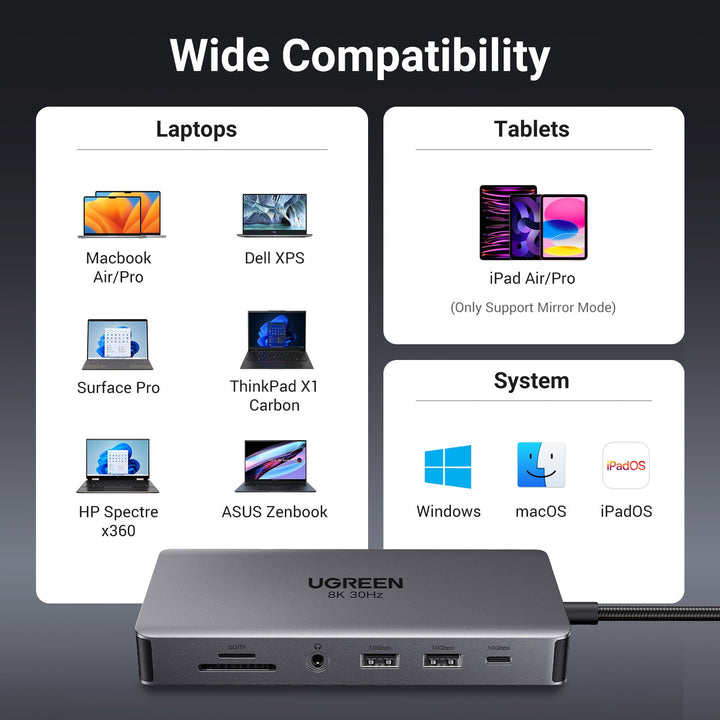 Wide Compatibility
Laptops
Macbook
Air/Pro
Dell XPS
Surface Pro
ThinkPad X1
Carbon
HP Spectre
x360
ASUS Zenbook
Tablets
iPad Air/Pro
(Only Support Mirror Mode)
System
iPadOS
Windows
macOS
iPadOS
UGREEN
8K 30Hz
SD/TF
10Gbps
10Gbps
10Gbps